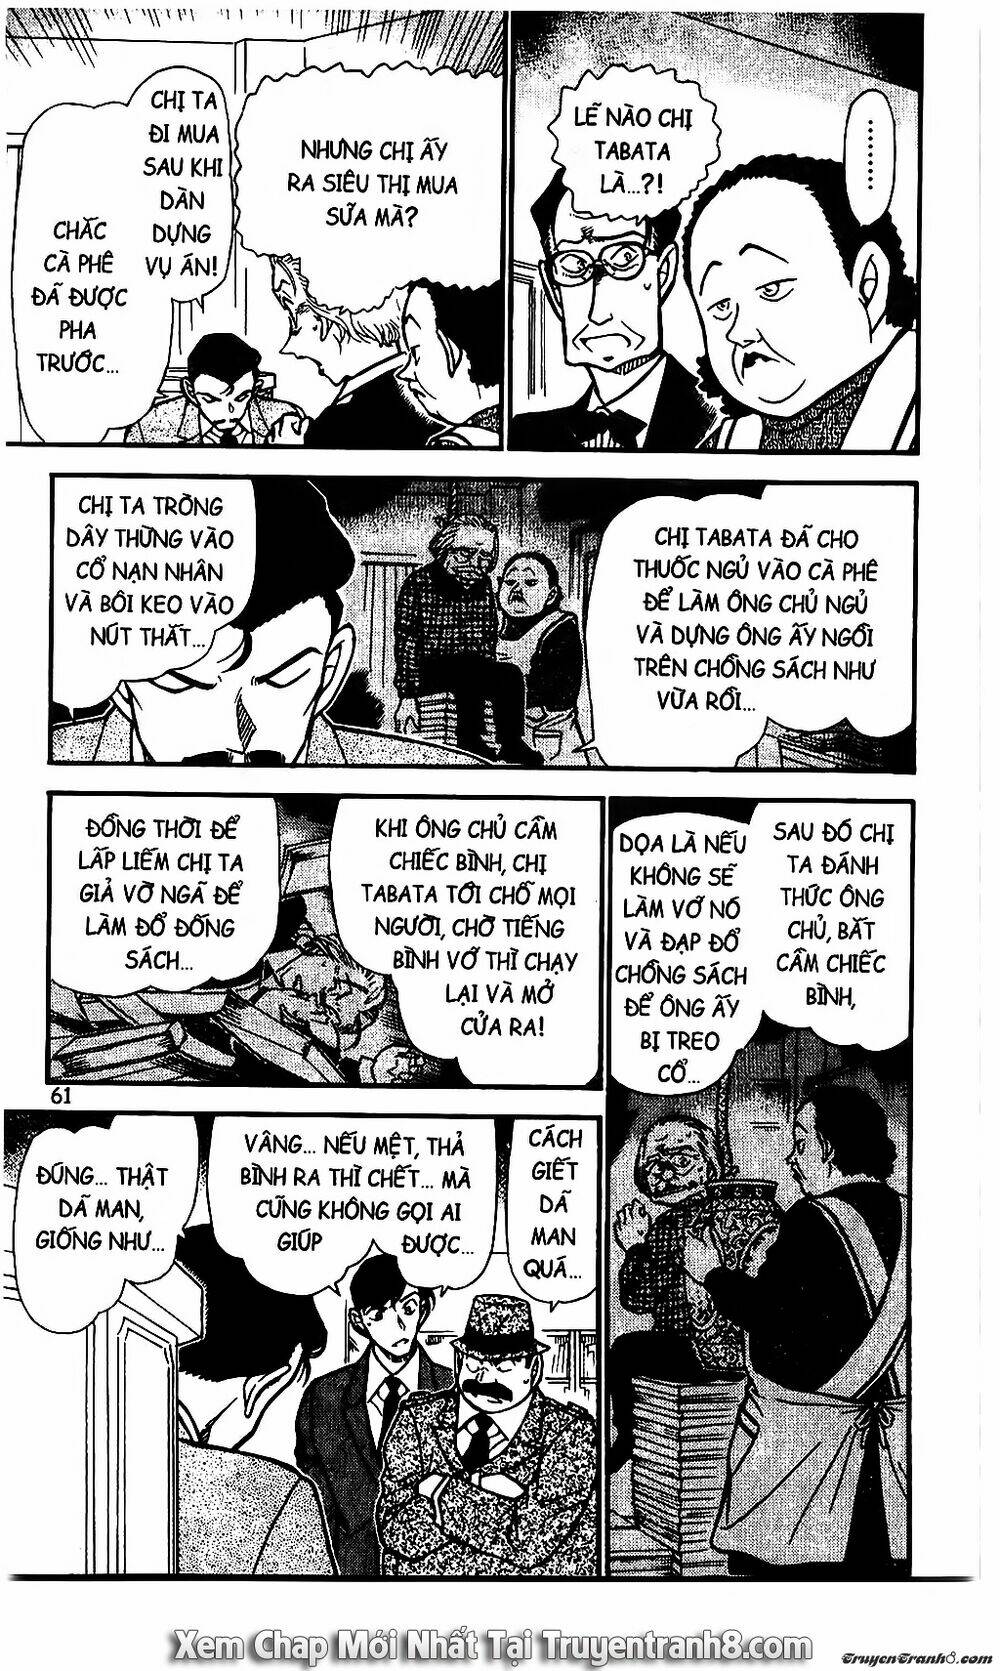 .........
LẼ NÀO CHỊ
TABATA
LÀ...?!
NHƯNG CHỊ ẤY
RA SIÊU THỊ MUA
SỮA MÀ?
CHỊ TA
ĐI MUA
SAU KHI
DÀN
DỰNG
VỤ ÁN!
CHẮC
CÀ PHÊ
ĐÃ ĐƯỢC
PHA
TRƯỚC...
CHỊ TABATA ĐÃ CHO
THUỐC NGỦ VÀO CÀ PHÊ
ĐỂ LÀM ÔNG CHỦ NGỦ
VÀ DỰNG ÔNG ẤY NGỒI
TRÊN CHỒNG SÁCH NHƯ
VỪA RỒI...
CHỊ TA TRÒNG
DÂY THỪNG VÀO
CỔ NẠN NHÂN
VÀ BÔI KEO VÀO
NÚT THẮT...
SAU ĐÓ CHỊ
TA ĐÁNH
THỨC ÔNG
CHỦ, BẮT
CẦM CHIẾC
BÌNH,
DỌA LÀ NẾU
KHÔNG SẼ
LÀM VỠ NÓ
VÀ ĐẠP ĐỔ
CHỒNG SÁCH
ĐỂ ÔNG ẤY
BỊ TREO
CỔ...
KHI ÔNG CHỦ CẦM
CHIẾC BÌNH, CHỊ
TABATA TỚI CHỖ MỌI
NGƯỜI, CHỜ TIẾNG
BÌNH VỠ THÌ CHẠY
LẠI VÀ MỞ
CỬA RA!
ĐỒNG THỜI ĐỂ
LẤP LIẾM CHỊ TA
GIẢ VỜ NGÃ ĐỂ
LÀM ĐỔ ĐỐNG
SÁCH...
61
CÁCH
GIẾT
DÃ
MAN
QUÁ...
VÂNG... NẾU MỆT, THẢ
BÌNH RA THÌ CHẾT... MÀ
CŨNG KHÔNG GỌI AI
GIÚP ĐƯỢC...
ĐÚNG... THẬT
DÃ MAN,
GIỐNG NHƯ...
Xem Chap Mới Nhất Tại Truyentranh8.com
TruyenTranh8.com